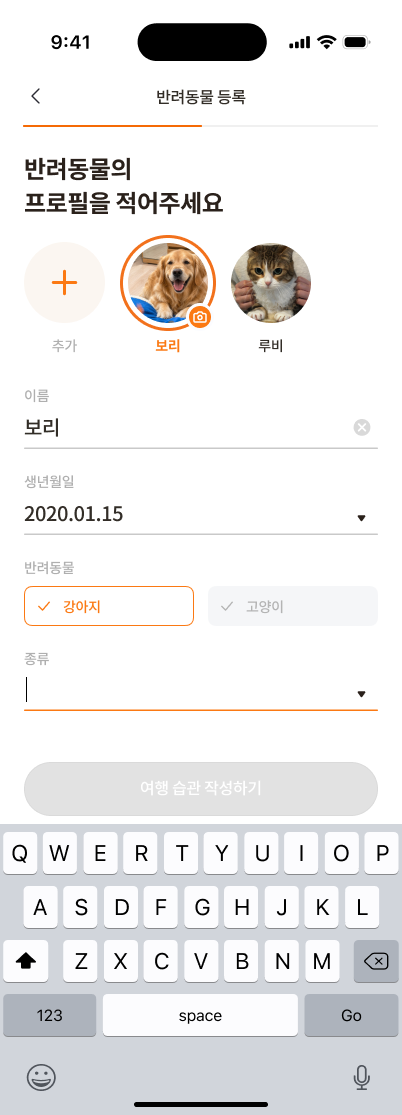 9:41
반려동물 등록
반려동물의
프로필을 적어주세요
추가
보리
루비
이름
보리
생년월일
2020.01.15
반려동물
강아지
고양이
종류
여행 습관 작성하기
Q W E R T Y U I O P
A S D F G H J K L
Z X C V B N M
123 space Go